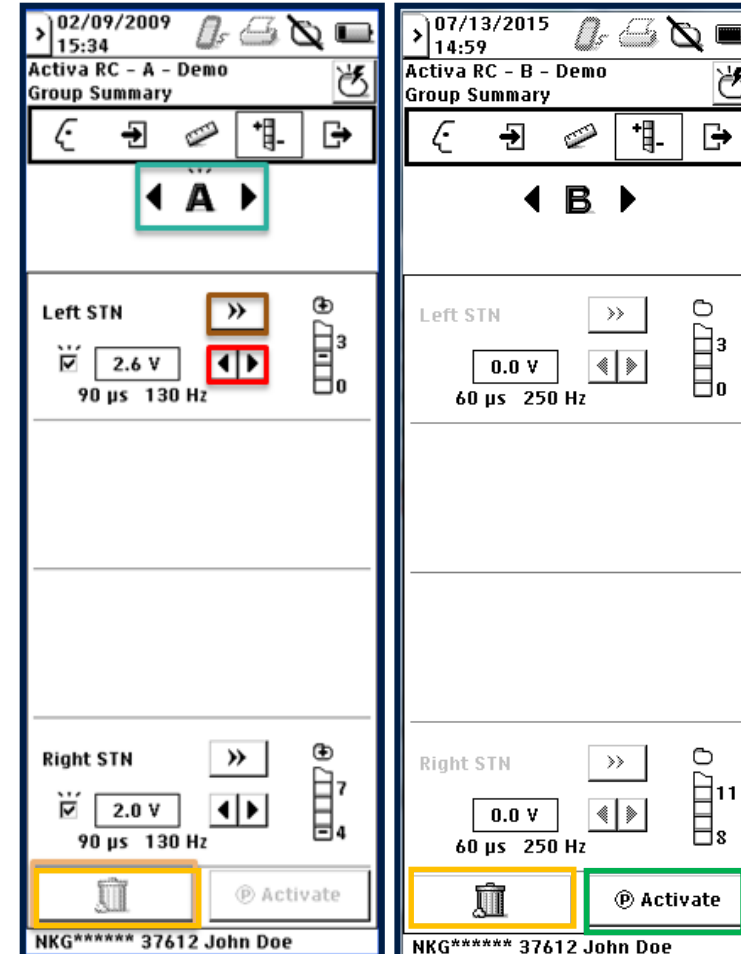 02/09/2009
15:34
Activa RC - A - Demo
Group Summary
A
Left STN
»
3
2.6 V
0
90 µs 130 Hz
Right STN
»
7
2.0 V
4
90 µs 130 Hz
Ⓟ Activate
NKG****** 37612 John Doe
07/13/2015
14:59
Activa RC - B - Demo
Group Summary
B
Left STN
»
3
0.0 V
0
60 µs 250 Hz
Right STN
»
11
0.0 V
8
60 µs 250 Hz
Ⓟ Activate
NKG****** 37612 John Doe